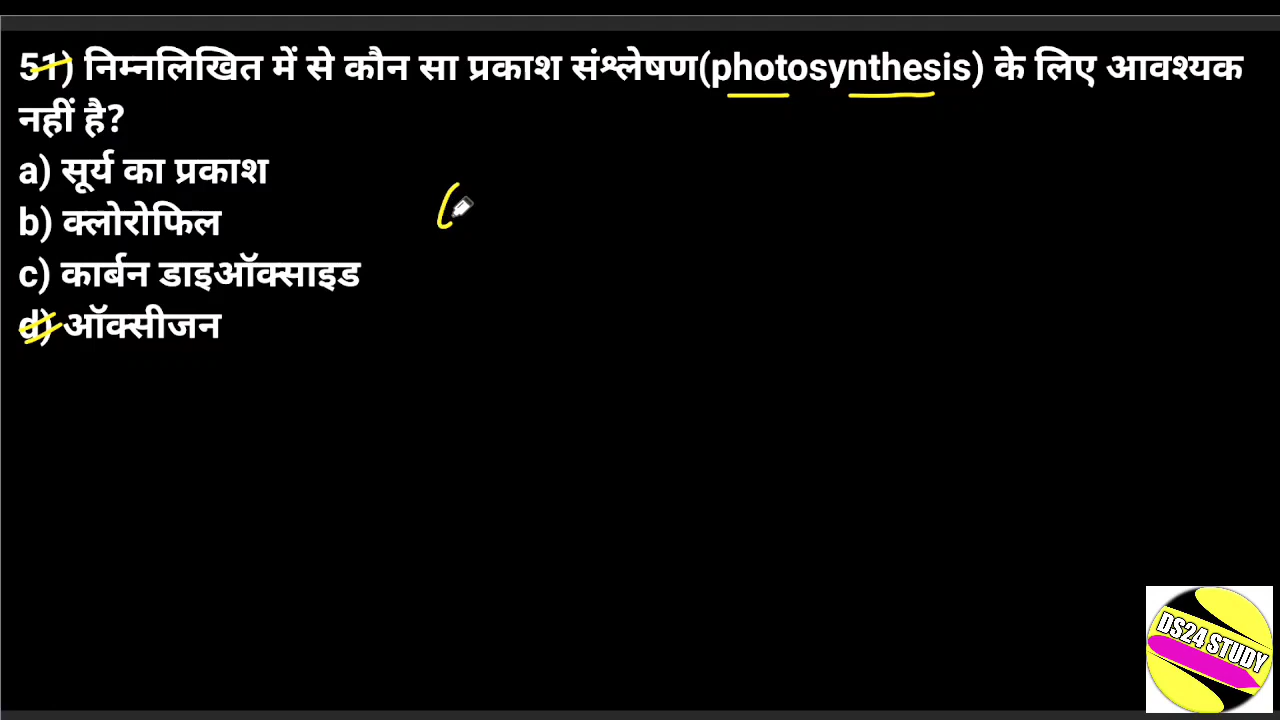 51) निम्नलिखित में से कौन सा प्रकाश संश्लेषण(photosynthesis) के लिए आवश्यक
नहीं है?
a) सूर्य का प्रकाश
b) क्लोरोफिल
c) कार्बन डाइऑक्साइड
d) ऑक्सीजन
DS24 STUDY